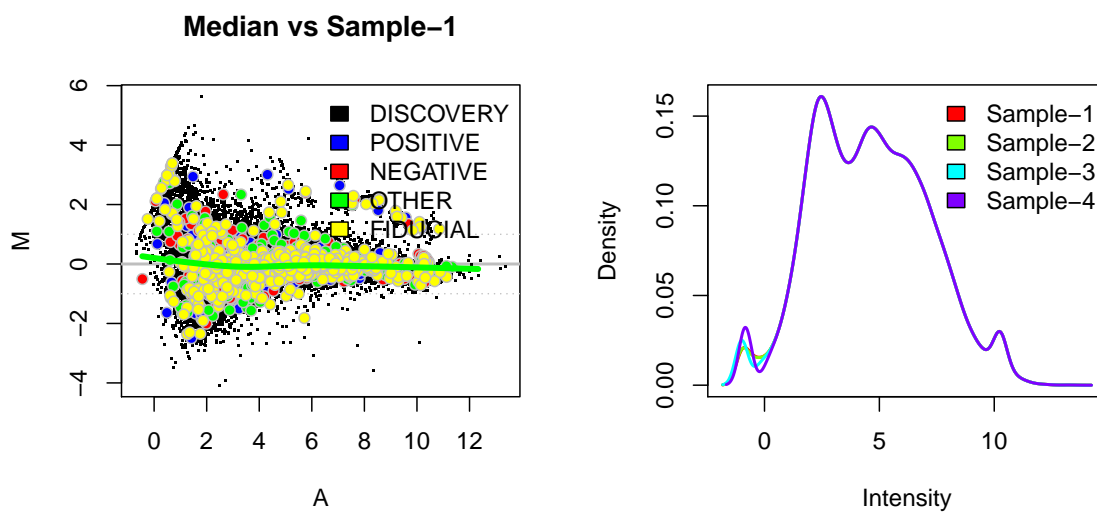 Median vs Sample−1
6
4
2
0
−2
−4
M
0 2 4 6 8 10 12
A
DISCOVERY
POSITIVE
NEGATIVE
OTHER
FIDUCIAL
0.15
0.10
0.05
0.00
Density
0 5 10
Intensity
Sample−1
Sample−2
Sample−3
Sample−4